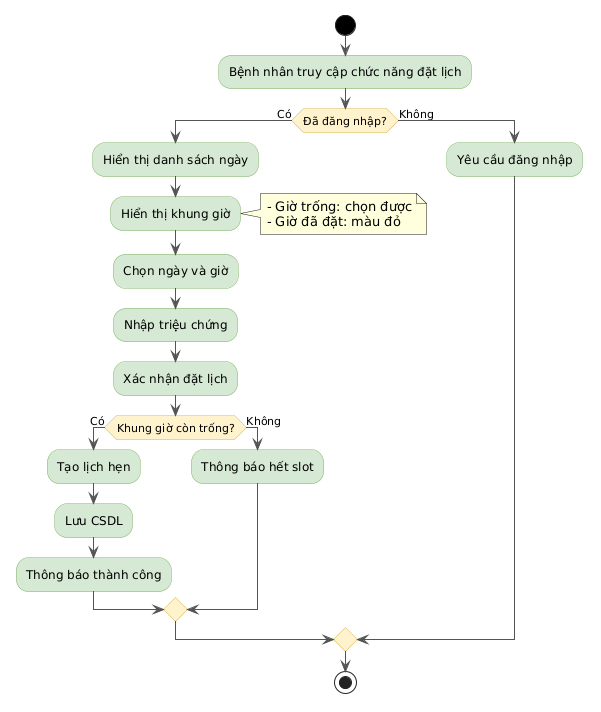 Bệnh nhân truy cập chức năng đặt lịch
Đã đăng nhập?
Có
Không
Hiển thị danh sách ngày
Yêu cầu đăng nhập
Hiển thị khung giờ
- Giờ trống: chọn được
- Giờ đã đặt: màu đỏ
Chọn ngày và giờ
Nhập triệu chứng
Xác nhận đặt lịch
Khung giờ còn trống?
Có
Không
Tạo lịch hẹn
Thông báo hết slot
Lưu CSDL
Thông báo thành công